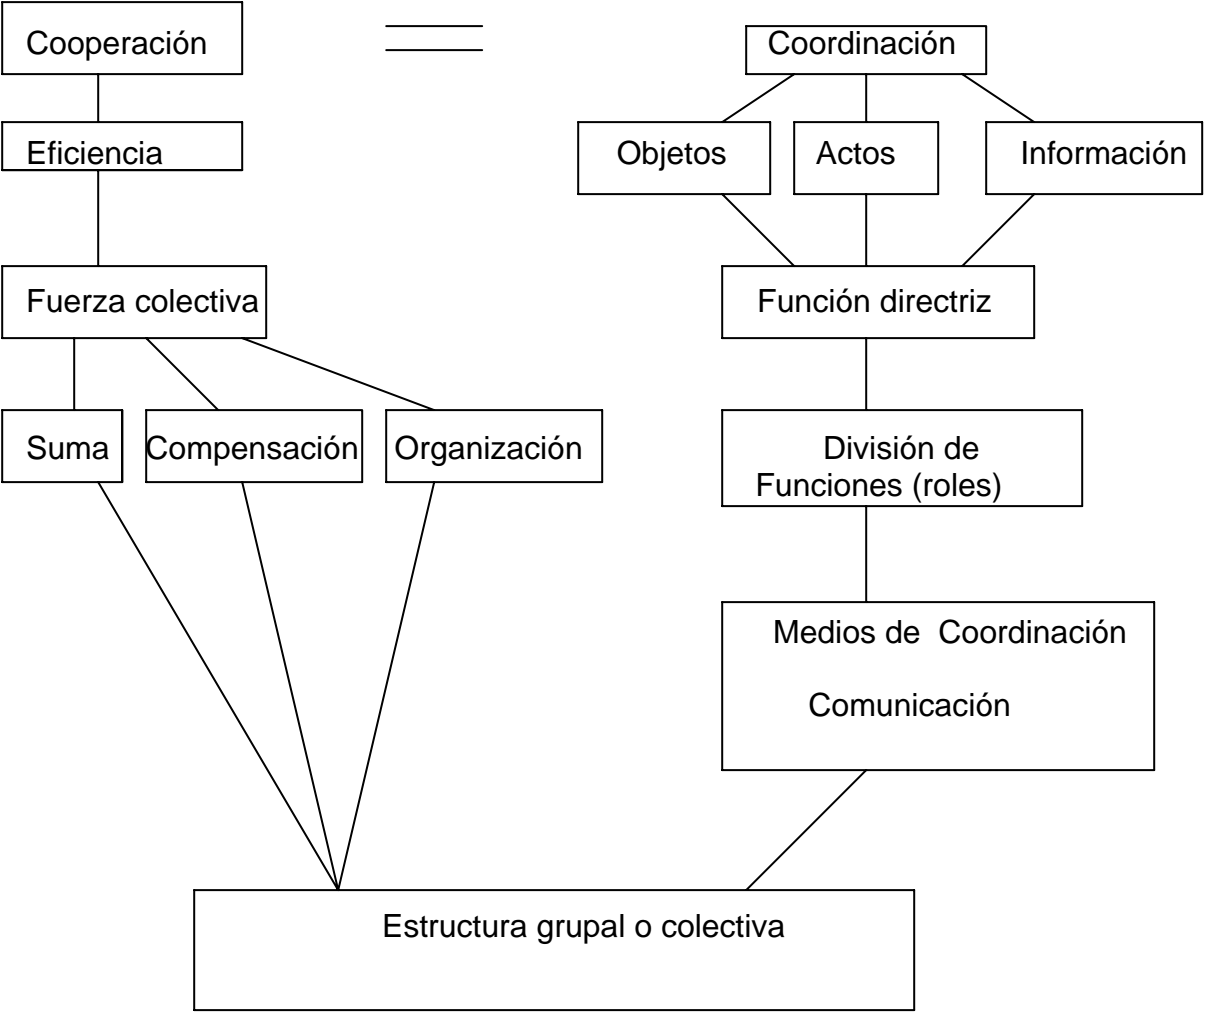 Cooperación
Coordinación
Eficiencia
Objetos
Actos
Información
Fuerza colectiva
Función directriz
Suma
Compensación
Organización
División de
Funciones (roles)
Medios de Coordinación
Comunicación
Estructura grupal o colectiva